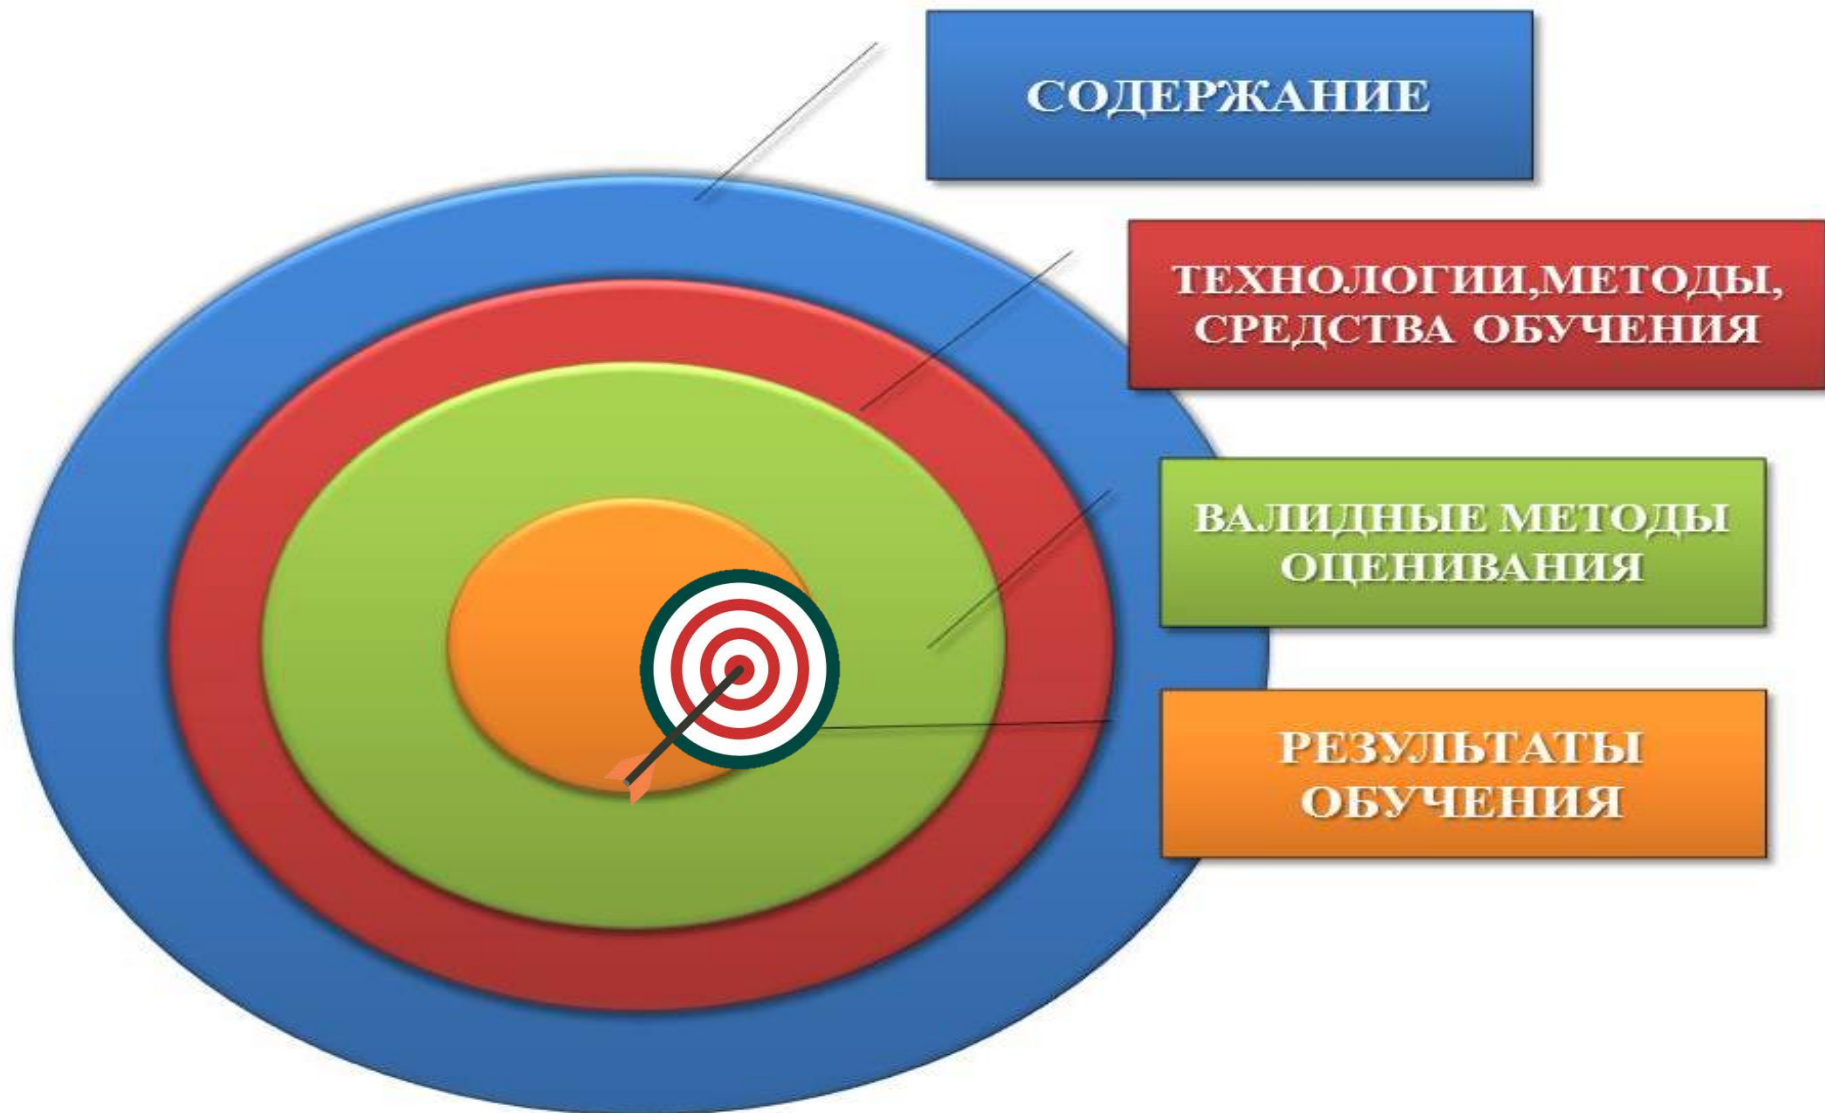 СОДЕРЖАНИЕ
ТЕХНОЛОГИИ,МЕТОДЫ,
СРЕДСТВА ОБУЧЕНИЯ
ВАЛИДНЫЕ МЕТОДЫ
ОЦЕНИВАНИЯ
РЕЗУЛЬТАТЫ
ОБУЧЕНИЯ